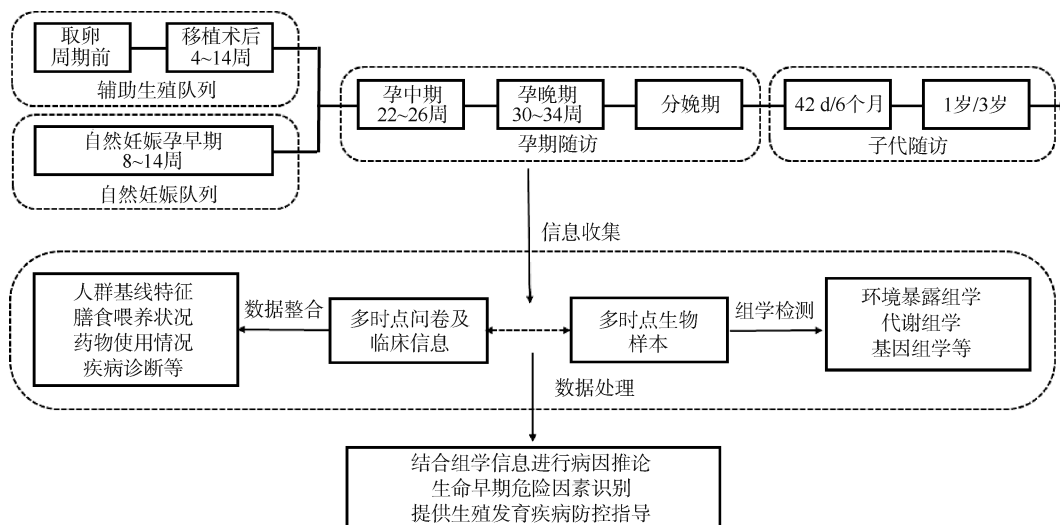 取卵
周期前
移植术后
4~14周
辅助生殖队列
自然妊娠孕早期
8~14周
自然妊娠队列
孕中期
22~26周
孕晚期
30~34周
分娩期
孕期随访
42 d/6个月
1岁/3岁
子代随访
信息收集
人群基线特征
膳食喂养状况
药物使用情况
疾病诊断等
数据整合
多时点问卷及
临床信息
多时点生物
样本
组学检测
环境暴露组学
代谢组学
基因组学等
数据处理
结合组学信息进行病因推论
生命早期危险因素识别
提供生殖发育疾病防控指导